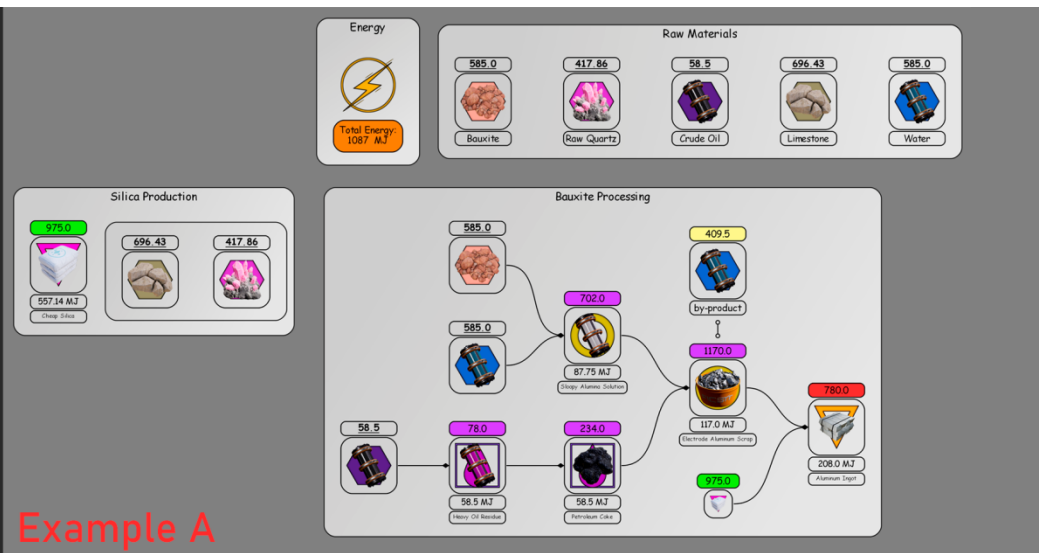 Energy
Total Energy:
1087 MJ
Raw Materials
585.0
Bauxite
417.86
Raw Quartz
58.5
Crude Oil
696.43
Limestone
585.0
Water
Silica Production
975.0
557.14 MJ
Cheap Silica
696.43
417.86
Bauxite Processing
585.0
585.0
702.0
87.75 MJ
Sloppy Alumina Solution
409.5
by-product
1170.0
117.0 MJ
Electrode Aluminum Scrap
780.0
208.0 MJ
Aluminum Ingot
58.5
78.0
58.5 MJ
Heavy Oil Residue
234.0
58.5 MJ
Petroleum Coke
975.0
Example A